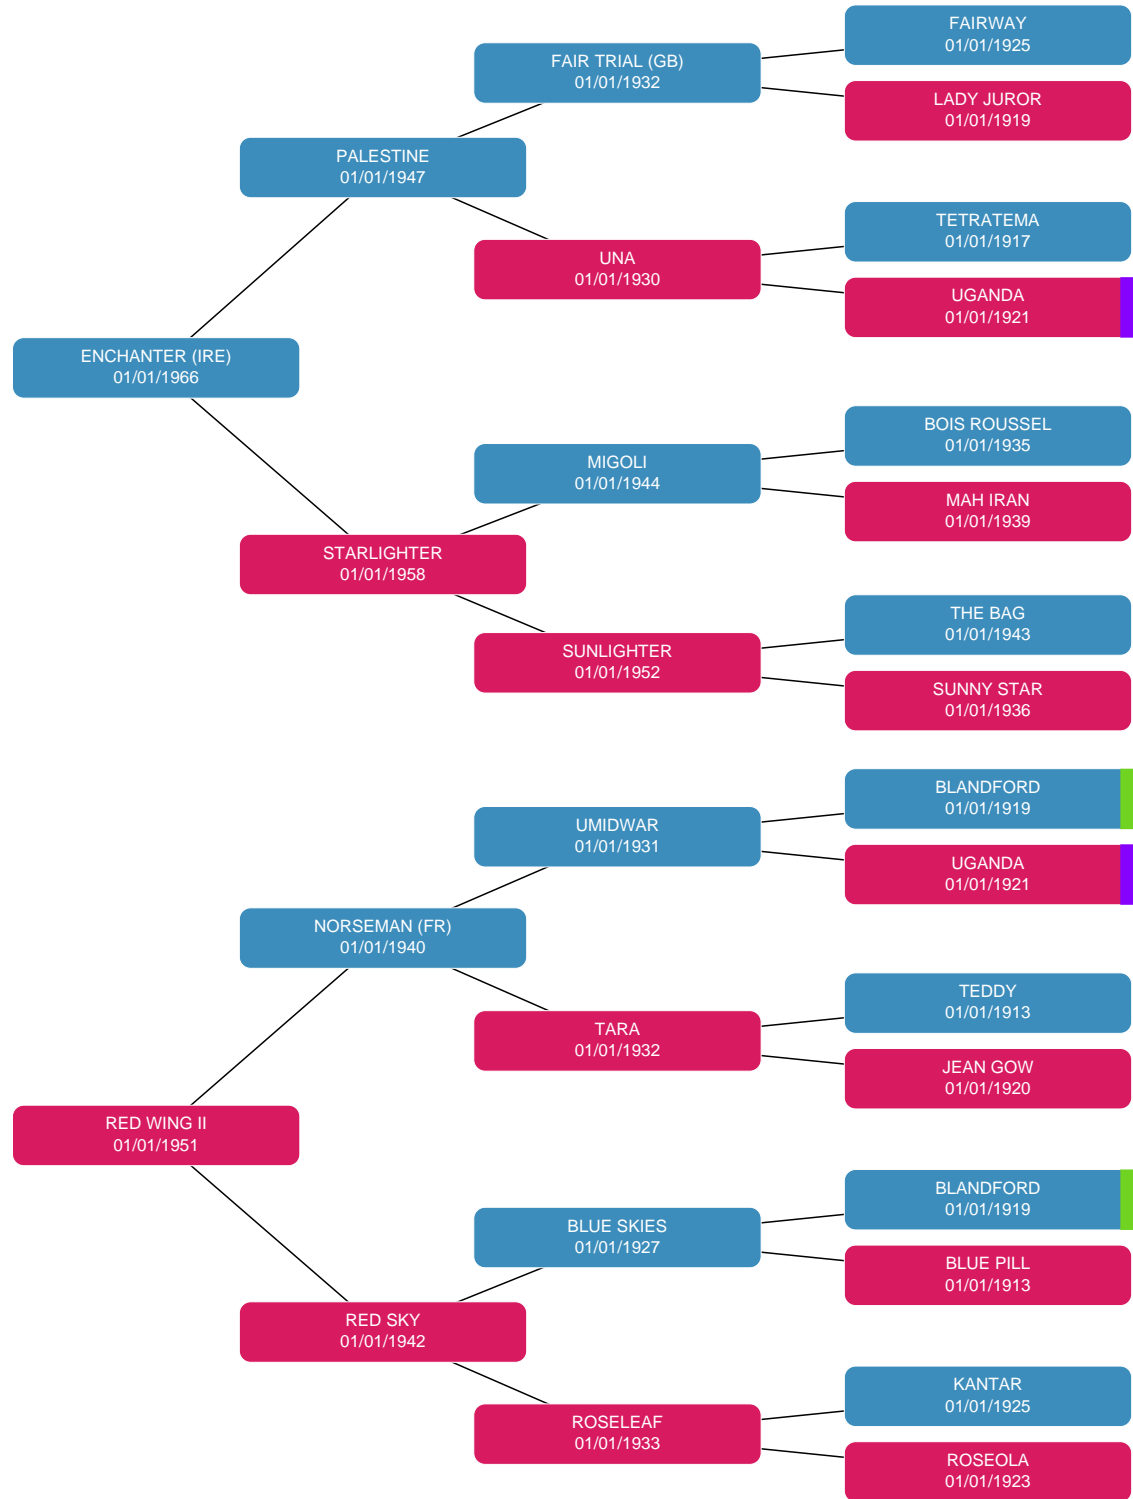 FAIRWAY
01/01/1925
FAIR TRIAL (GB)
01/01/1932
LADY JUROR
01/01/1919
PALESTINE
01/01/1947
TETRATEMA
01/01/1917
UNA
01/01/1930
UGANDA
01/01/1921
ENCHANTER (IRE)
01/01/1966
BOIS ROUSSEL
01/01/1935
MIGOLI
01/01/1944
MAH IRAN
01/01/1939
STARLIGHTER
01/01/1958
THE BAG
01/01/1943
SUNLIGHTER
01/01/1952
SUNNY STAR
01/01/1936
BLANDFORD
01/01/1919
UMIDWAR
01/01/1931
UGANDA
01/01/1921
NORSEMAN (FR)
01/01/1940
TEDDY
01/01/1913
TARA
01/01/1932
JEAN GOW
01/01/1920
RED WING II
01/01/1951
BLANDFORD
01/01/1919
BLUE SKIES
01/01/1927
BLUE PILL
01/01/1913
RED SKY
01/01/1942
KANTAR
01/01/1925
ROSELEAF
01/01/1933
ROSEOLA
01/01/1923